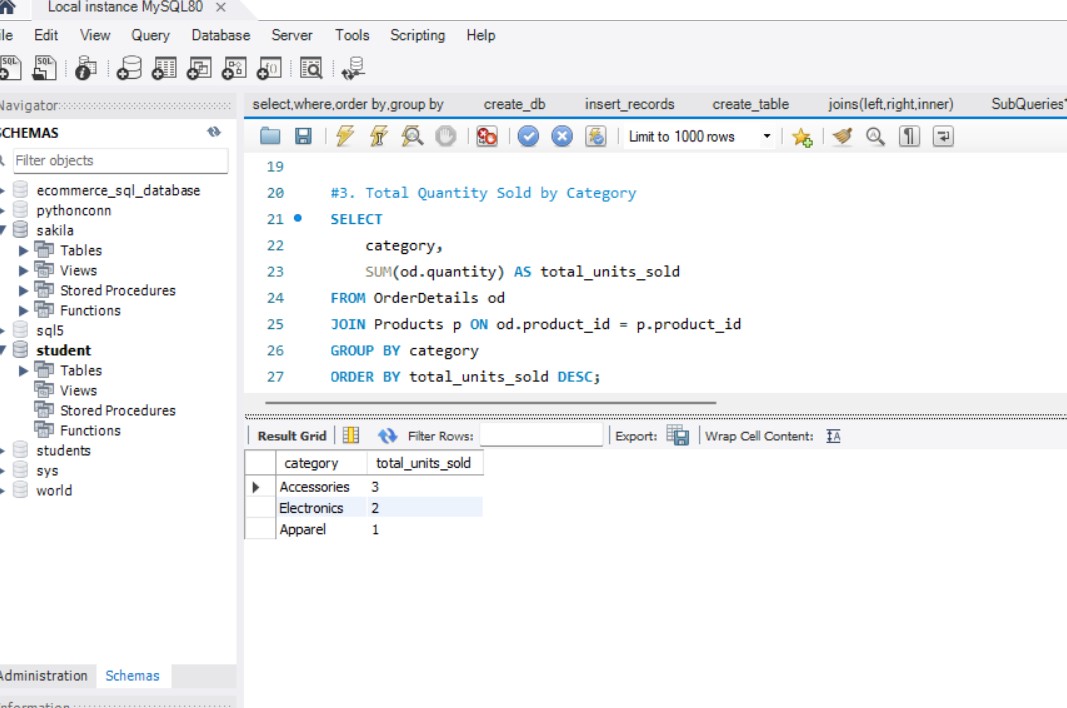 Local instance MySQL80
ile Edit View Query Database Server Tools Scripting Help
Navigator
SCHEMAS
Filter objects
ecommerce_sql_database
pythonconn
sakila
Tables
Views
Stored Procedures
Functions
sql5
student
Tables
Views
Stored Procedures
Functions
students
sys
world
Administration Schemas
Information
select,where,order by,group by create_db insert_records create_table joins(left,right,inner) SubQueries*
Limit to 1000 rows
19
20 #3. Total Quantity Sold by Category
21 SELECT
22 category,
23 SUM(od.quantity) AS total_units_sold
24 FROM OrderDetails od
25 JOIN Products p ON od.product_id = p.product_id
26 GROUP BY category
27 ORDER BY total_units_sold DESC;
Result Grid Filter Rows: Export: Wrap Cell Content: IA
category total_units_sold
Accessories 3
Electronics 2
Apparel 1